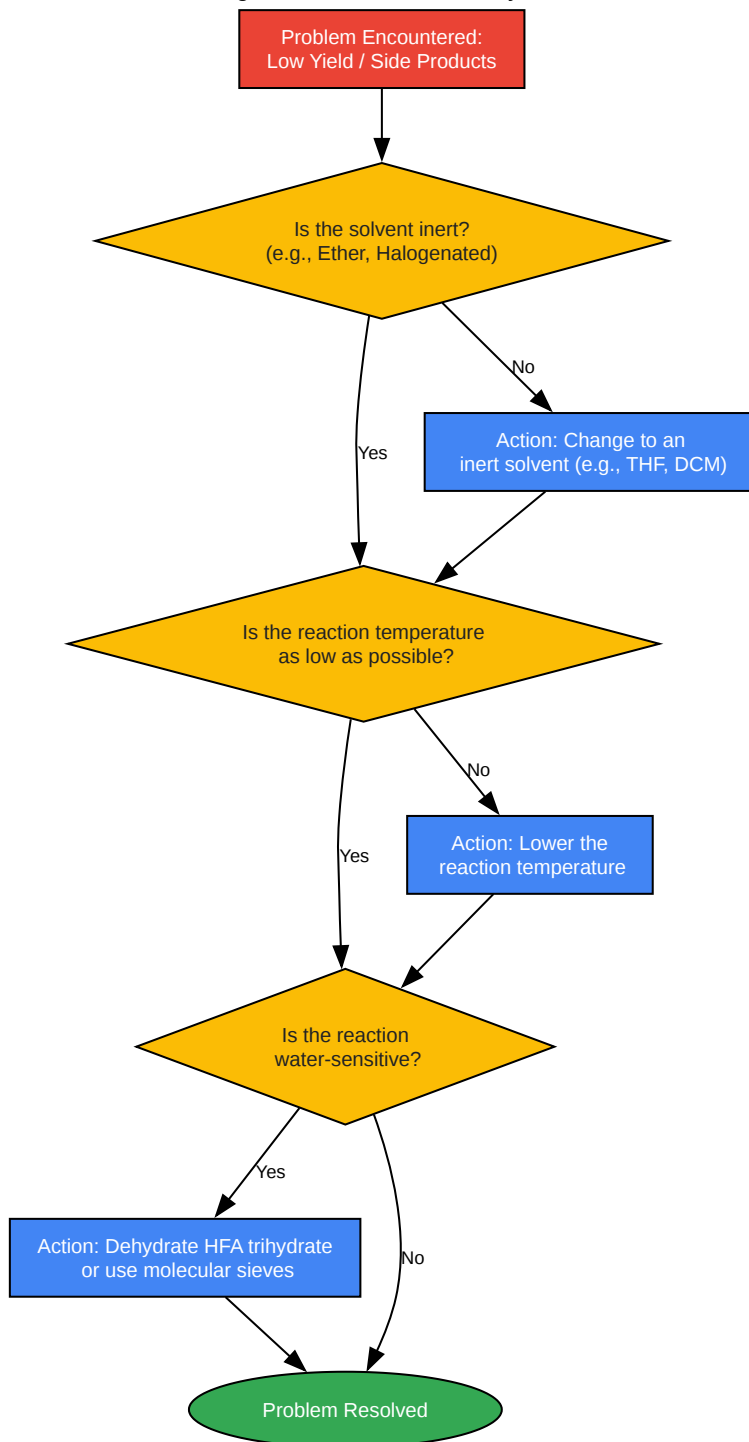 Problem Encountered:
Low Yield / Side Products
Is the solvent inert?
(e.g., Ether, Halogenated)
No
Action: Change to an
inert solvent (e.g., THF, DCM)
Yes
Is the reaction temperature
as low as possible?
No
Action: Lower the
reaction temperature
Yes
Is the reaction
water-sensitive?
Yes
Action: Dehydrate HFA trihydrate
or use molecular sieves
No
Problem Resolved